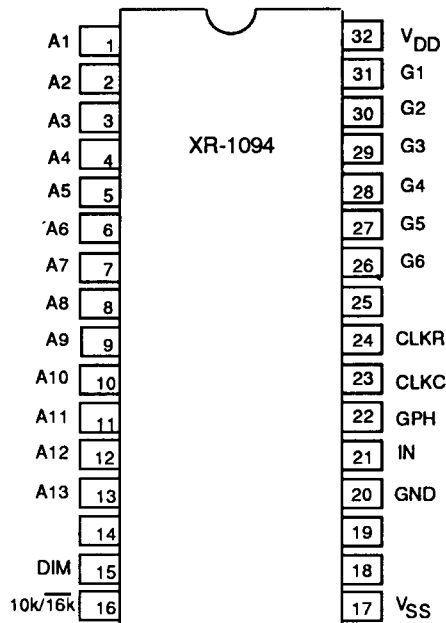 A1 1 32 VDD
A2 2 31 G1
A3 3 30 G2
XR-1094
A4 4 29 G3
A5 5 28 G4
A6 6 27 G5
A7 7 26 G6
A8 8 25
A9 9 24 CLKR
A10 10 23 CLKC
A11 11 22 GPH
A12 12 21 IN
A13 13 20 GND
14 19
DIM 15 18
10k/16k 16 17 VSS